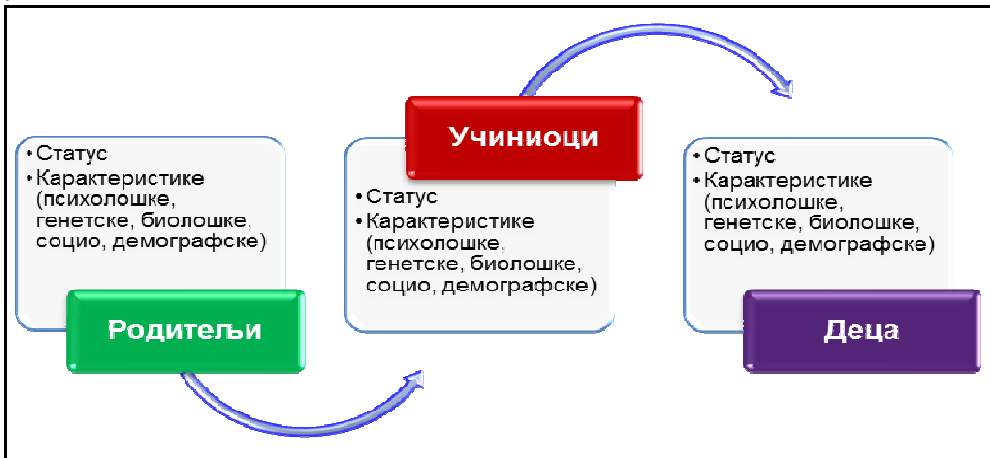 •Статус
•Карактеристике
(психолошке,
генетске, биолошке,
социо, демографске)
Родитељи
Учиниоци
•Статус
•Карактеристике
(психолошке,
генетске, биолошке,
социо, демографске)
•Статус
•Карактеристике
(психолошке,
генетске, биолошке,
социо, демографске)
Деца